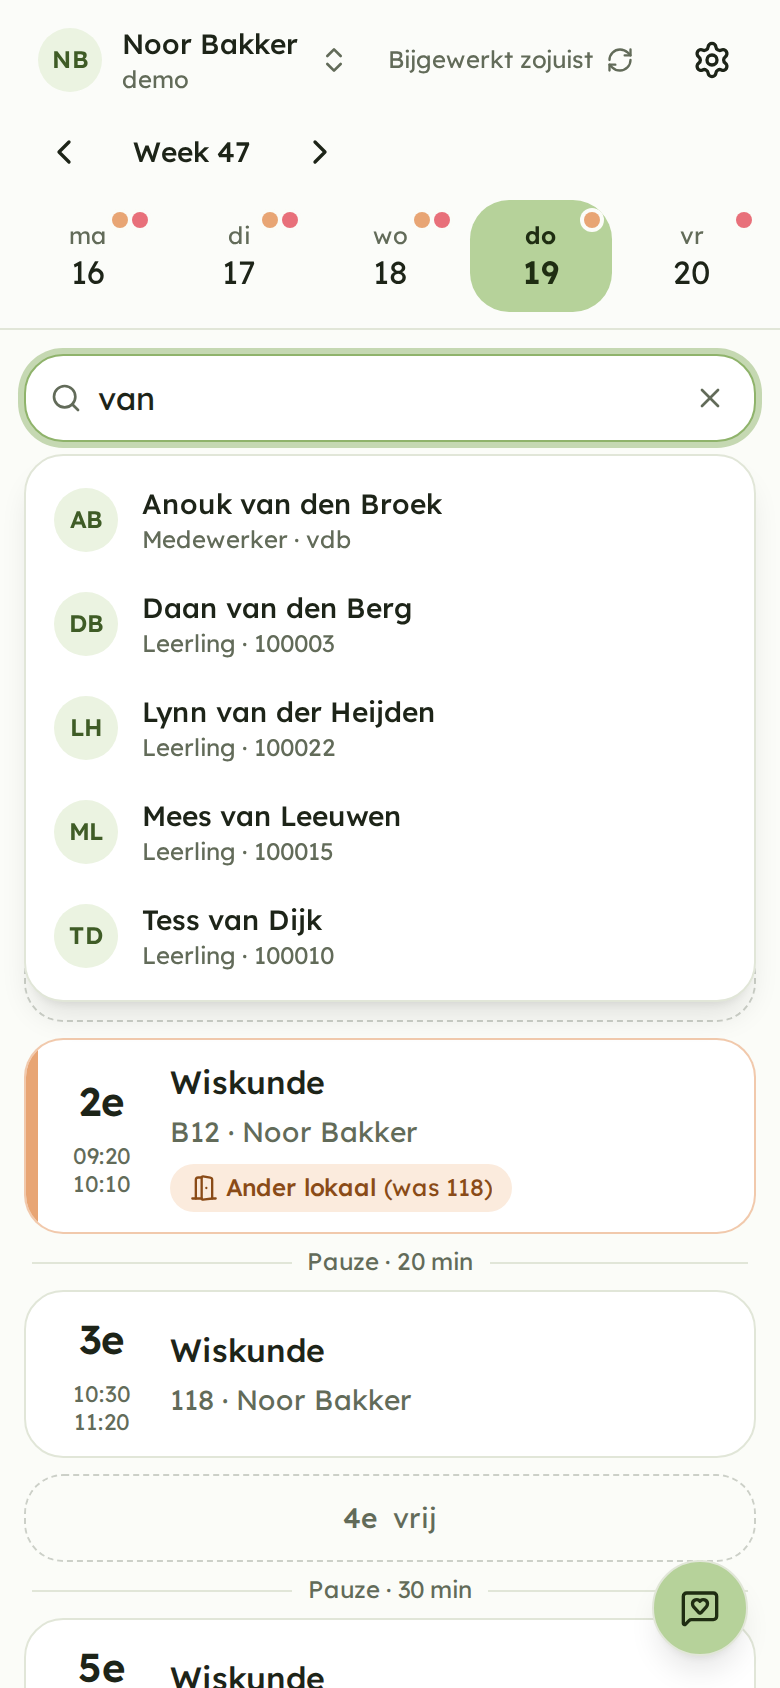 NB
Noor Bakker
demo
Bijgewerkt zojuist
Week 47
ma
16
di
17
wo
18
do
19
vr
20
van
AB
Anouk van den Broek
Medewerker · vdb
DB
Daan van den Berg
Leerling · 100003
LH
Lynn van der Heijden
Leerling · 100022
ML
Mees van Leeuwen
Leerling · 100015
TD
Tess van Dijk
Leerling · 100010
2e
09:20
10:10
Wiskunde
B12 · Noor Bakker
Ander lokaal (was 118)
Pauze · 20 min
3e
10:30
11:20
Wiskunde
118 · Noor Bakker
4e vrij
Pauze · 30 min
5e
Wiskunde